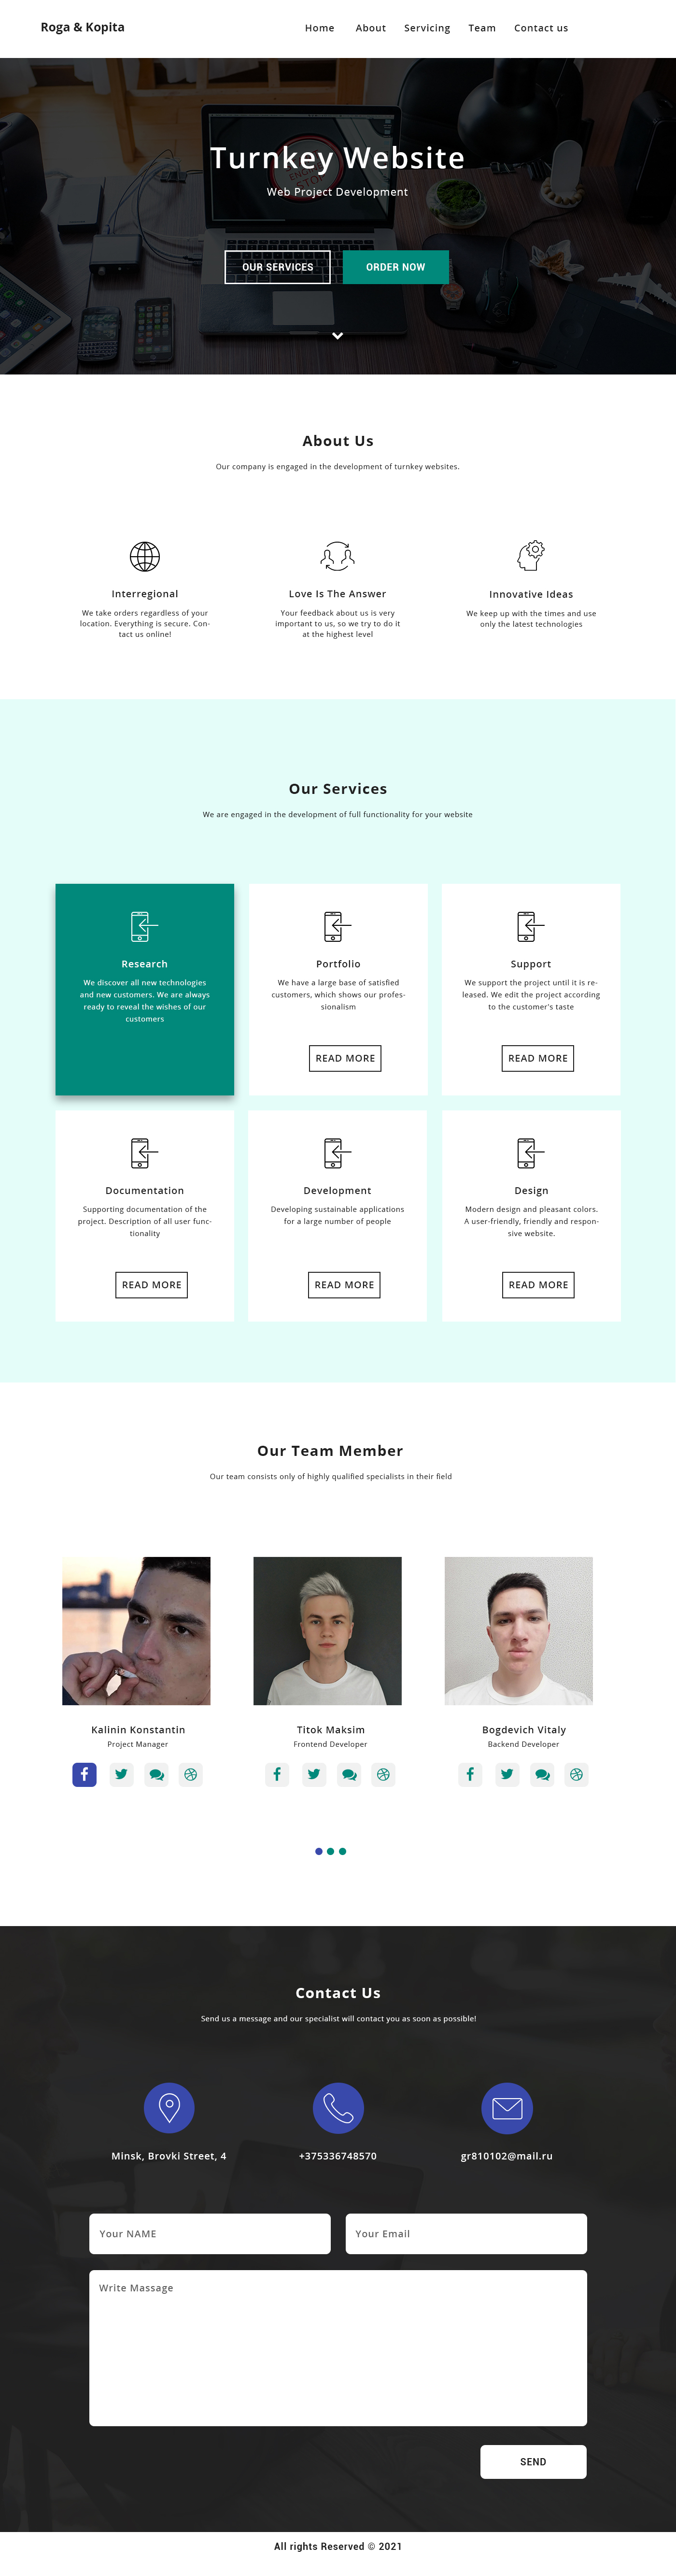 Roga & Kopita
Home About Servicing Team Contact us
Turnkey Website
Web Project Development
OUR SERVICES
ORDER NOW
About Us
Our company is engaged in the development of turnkey websites.
Interregional
We take orders regardless of your
location. Everything is secure. Con-
tact us online!
Love Is The Answer
Your feedback about us is very
important to us, so we try to do it
at the highest level
Innovative Ideas
We keep up with the times and use
only the latest technologies
Our Services
We are engaged in the development of full functionality for your website
Research
We discover all new technologies
and new customers. We are always
ready to reveal the wishes of our
customers
Portfolio
We have a large base of satisfied
customers, which shows our profes-
sionalism
READ MORE
Support
We support the project until it is re-
leased. We edit the project according
to the customer's taste
READ MORE
Documentation
Supporting documentation of the
project. Description of all user func-
tionality
READ MORE
Development
Developing sustainable applications
for a large number of people
READ MORE
Design
Modern design and pleasant colors.
A user-friendly, friendly and respon-
sive website.
READ MORE
Our Team Member
Our team consists only of highly qualified specialists in their field
Kalinin Konstantin
Project Manager
Titok Maksim
Frontend Developer
Bogdevich Vitaly
Backend Developer
Contact Us
Send us a message and our specialist will contact you as soon as possible!
Minsk, Brovki Street, 4
+375336748570
gr810102@mail.ru
Your NAME
Your Email
Write Massage
SEND
All rights Reserved © 2021